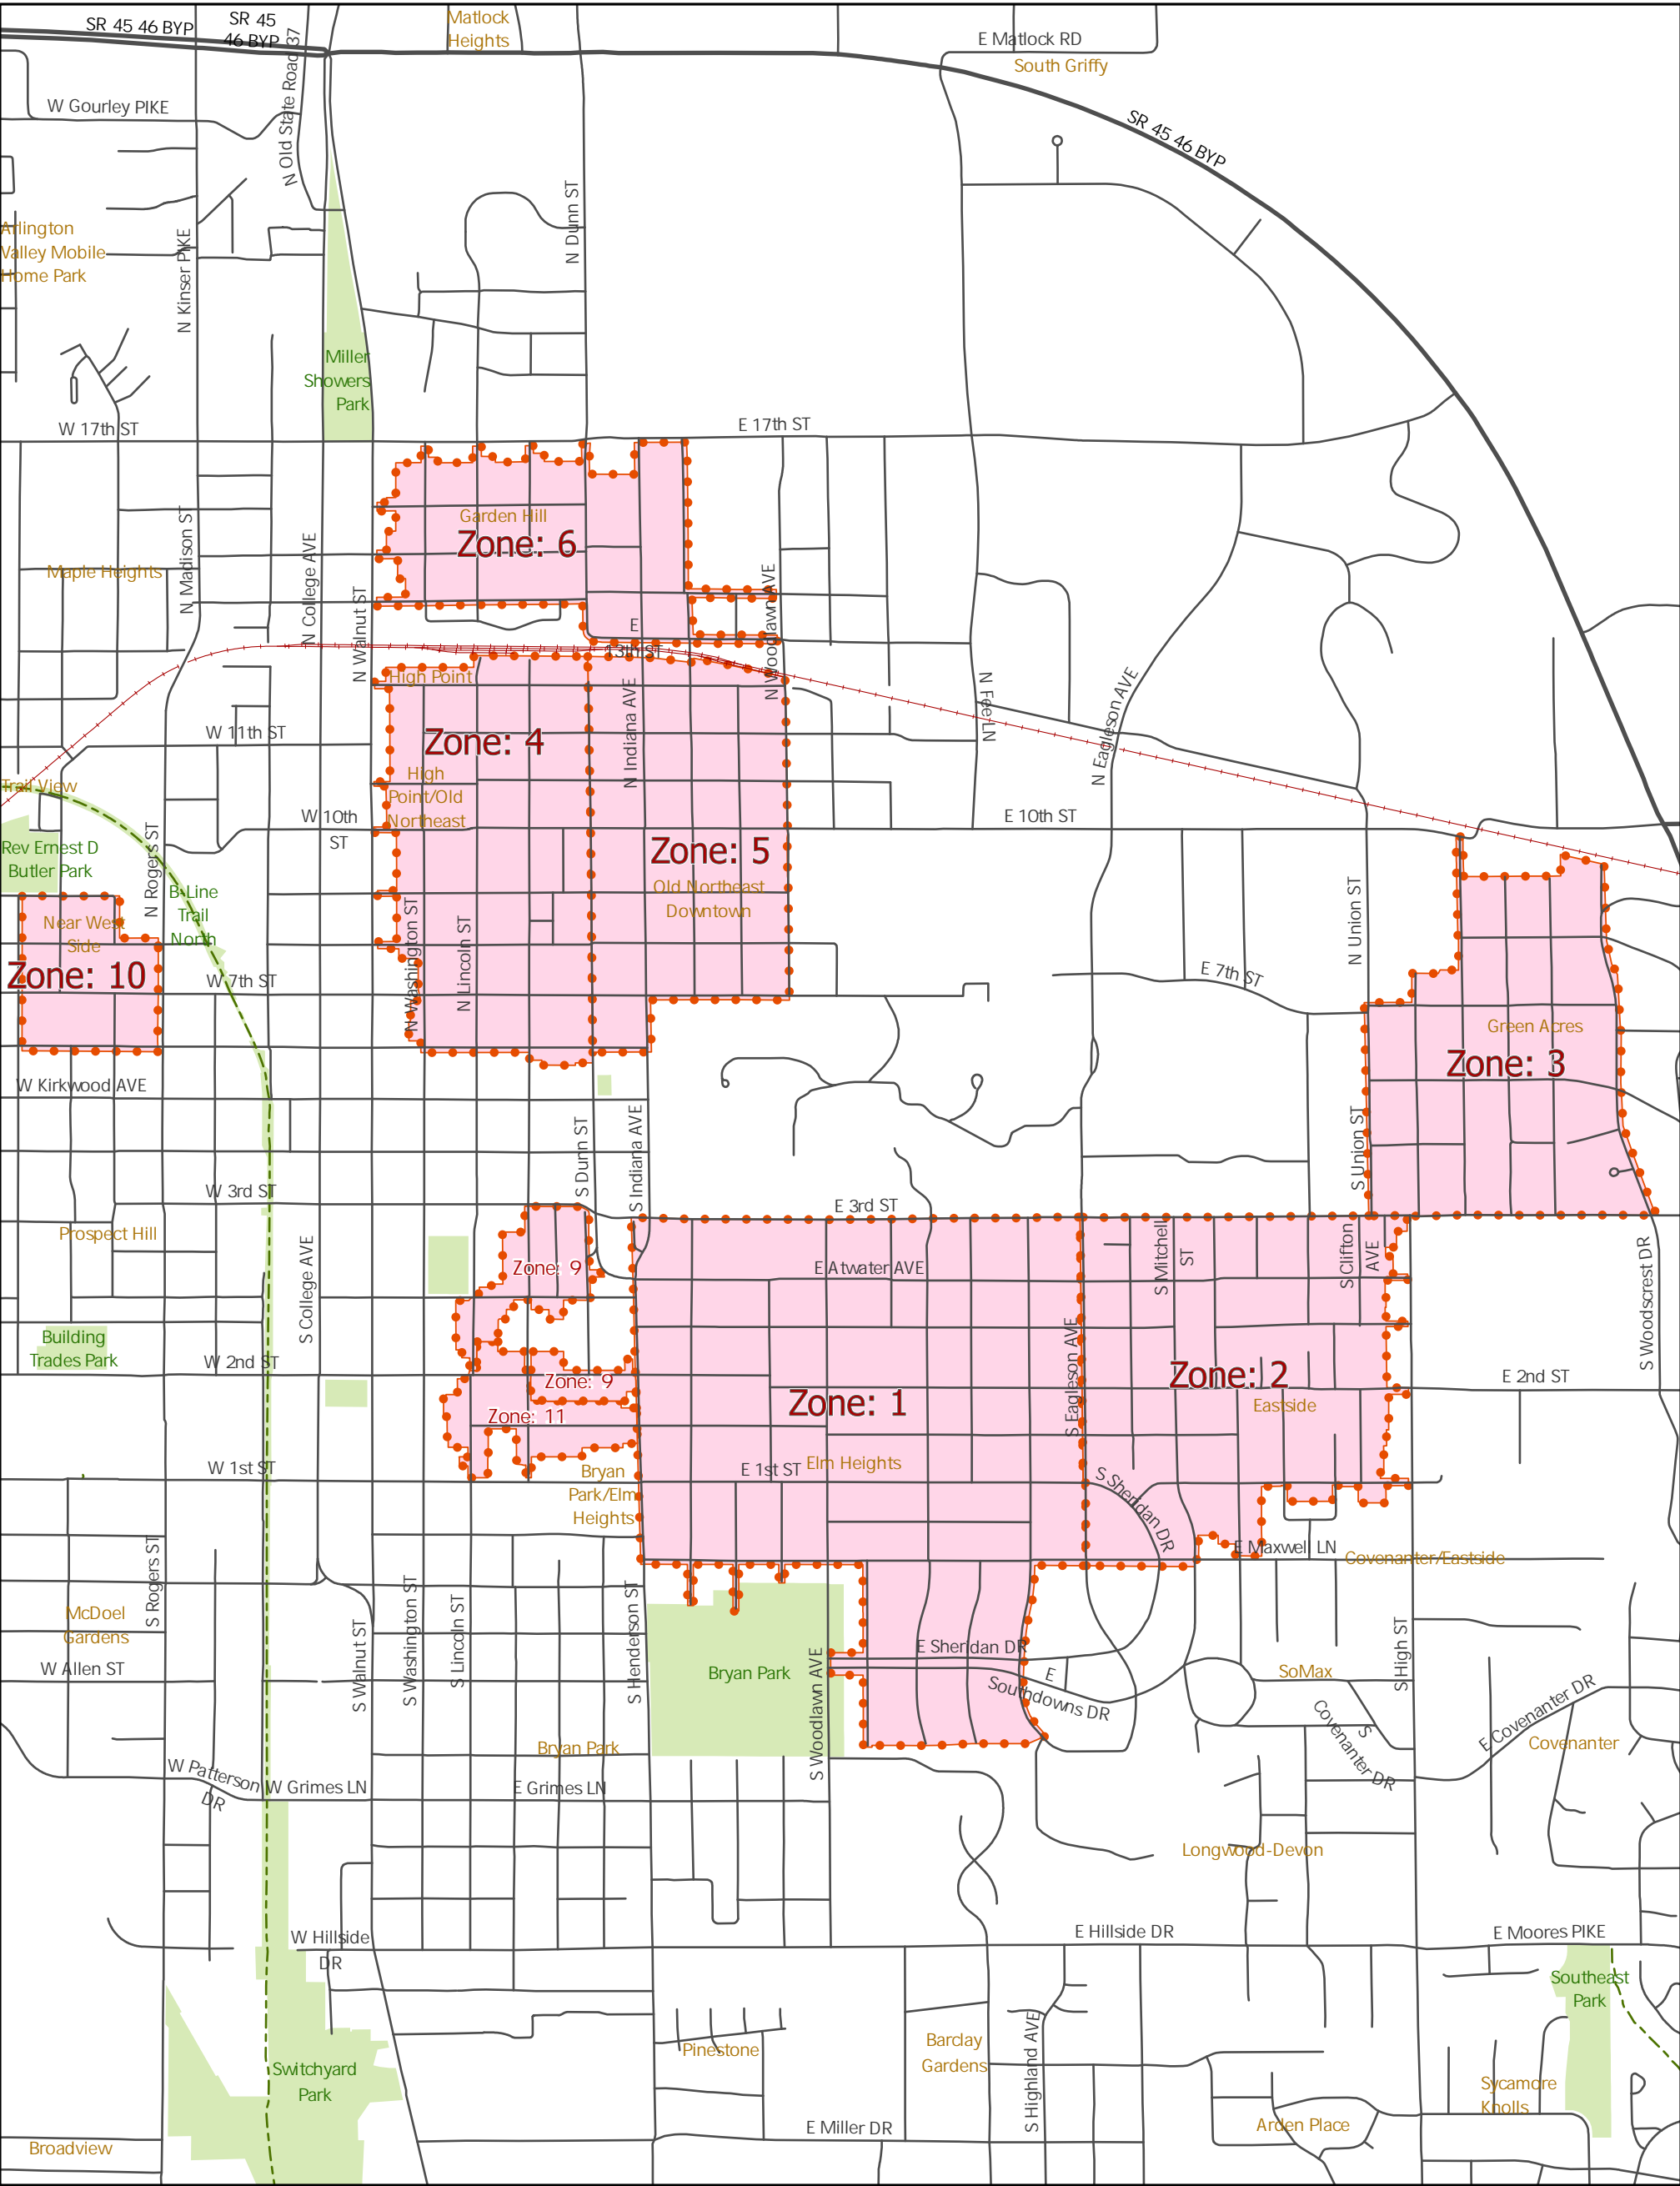 SR 45 46 BYP
SR 45
46 BYP
Matlock
Heights
E Matlock RD
South Griffy
W Gourley PIKE
N Old State Road 37
SR 45 46 BYP
N Dunn ST
Arlington
Valley Mobile
Home Park
N Kinser PIKE
Miller
Showers
Park
W 17th ST
E 17th ST
Garden Hill
Zone: 6
Maple Heights
N Madison ST
N College AVE
N Walnut ST
N Woodlawn AVE
E
13th ST
High Point
N Indiana AVE
N Fee LN
N Eagleson AVE
W 11th ST
Zone: 4
High
Point/Old
Northeast
Trail View
W 10th
ST
E 10th ST
Rev Ernest D
Butler Park
N Rogers ST
B-Line
Trail
North
Zone: 5
Old Northeast
Downtown
N Union ST
Near West
Side
Zone: 10
N Washington ST
N Lincoln ST
W 7th ST
E 7th ST
Green Acres
Zone: 3
W Kirkwood AVE
S Dunn ST
S Indiana AVE
S Union ST
W 3rd ST
E 3rd ST
Prospect Hill
S College AVE
Zone: 9
E Atwater AVE
S Mitchell
ST
S Clifton
AVE
S Woodscrest DR
Building
Trades Park
W 2nd ST
Zone: 9
S Eagleson AVE
Zone: 2
E 2nd ST
Zone: 1
Eastside
Zone: 11
W 1st ST
Bryan
Park/Elm
Heights
E 1st ST
Elm Heights
S Sheridan DR
E Maxwell LN
Covenanter/Eastside
S Rogers ST
McDoel
Gardens
S Walnut ST
S Washington ST
S Lincoln ST
S Henderson ST
W Allen ST
Bryan Park
S Woodlawn AVE
E Sheridan DR
E
Southdowns DR
SoMax
S High ST
S
Covenanter DR
E Covenanter DR
Covenanter
Bryan Park
W Patterson
DR
W Grimes LN
E Grimes LN
Longwood-Devon
W Hillside
DR
E Hillside DR
E Moores PIKE
Southeast
Park
Switchyard
Park
Pinestone
Barclay
Gardens
S Highland AVE
Sycamore
Knolls
Arden Place
E Miller DR
Broadview